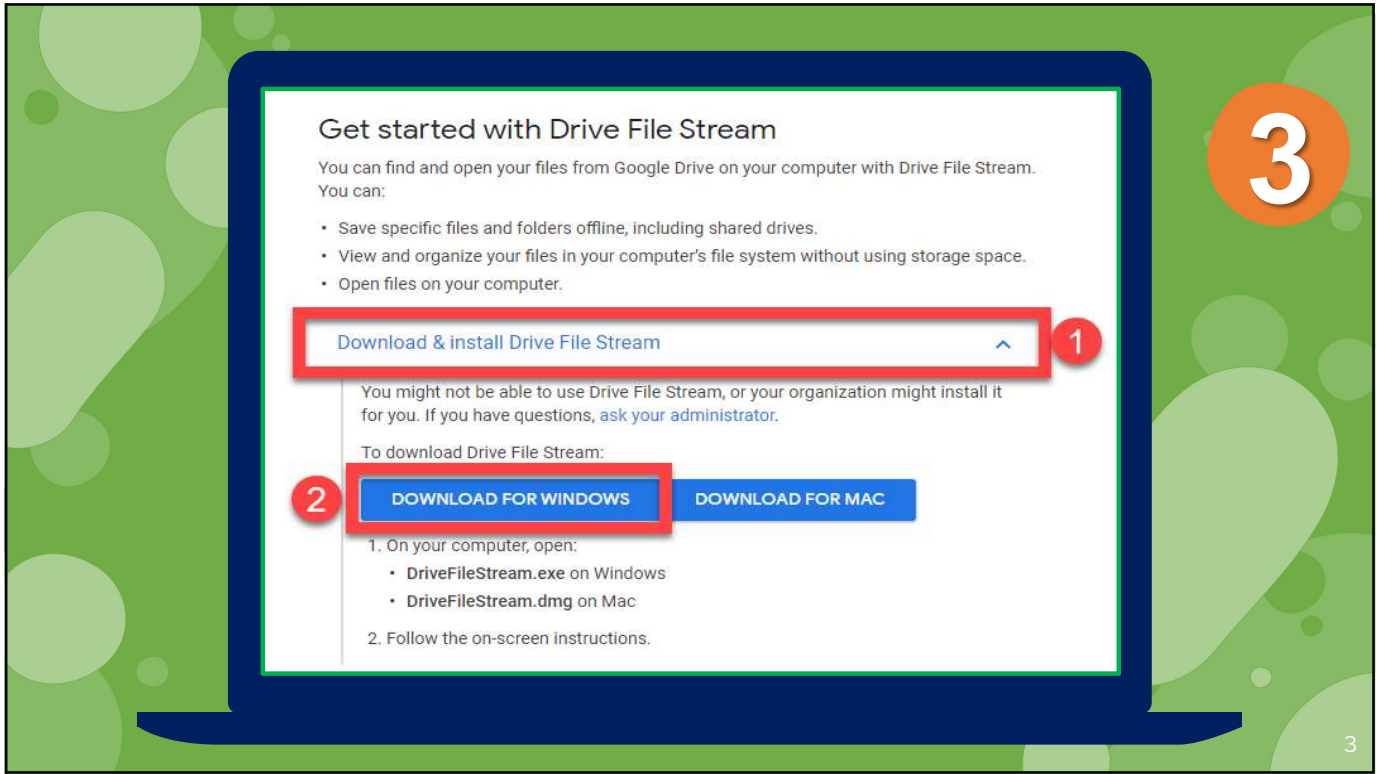 3
Get started with Drive File Stream
You can find and open your files from Google Drive on your computer with Drive File Stream.
You can:
• Save specific files and folders offline, including shared drives.
• View and organize your files in your computer's file system without using storage space.
• Open files on your computer.
Download & install Drive File Stream
1
You might not be able to use Drive File Stream, or your organization might install it
for you. If you have questions, ask your administrator.
To download Drive File Stream:
2
DOWNLOAD FOR WINDOWS
DOWNLOAD FOR MAC
1. On your computer, open:
• DriveFileStream.exe on Windows
• DriveFileStream.dmg on Mac
2. Follow the on-screen instructions.
3